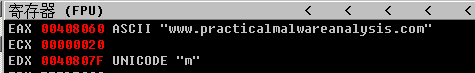 寄存器 (FPU) < < < < < <
EAX 00408060 ASCII "www.practicalmalwareanalysis.com"
ECX 00000020
EDX 0040807F UNICODE "m"